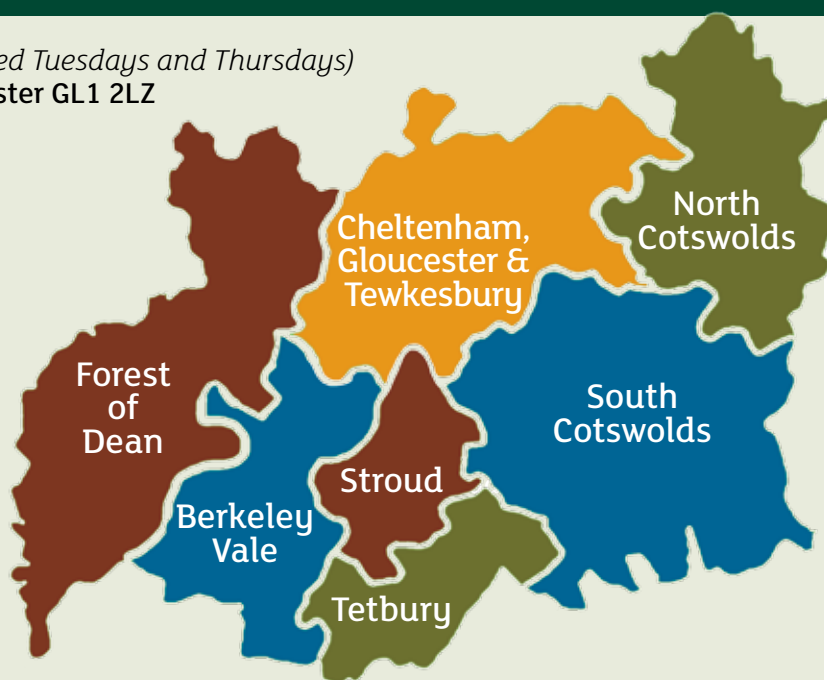 ed Tuesdays and Thursdays)
ster GL1 2LZ
North
Cotswolds
Cheltenham,
Gloucester &
Tewkesbury
Forest
of
Dean
South
Cotswolds
Stroud
Berkeley
Vale
Tetbury